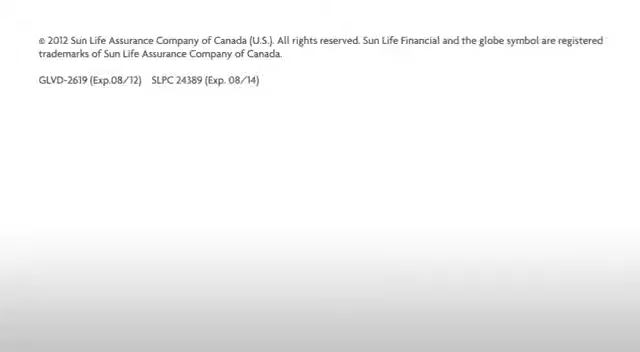 © 2012 Sun Life Assurance Company of Canada (U.S.). All rights reserved. Sun Life Financial and the globe symbol are registered
trademarks of Sun Life Assurance Company of Canada.
GLVD-2619 (Exp.08/12) SLPC 24389 (Exp. 08/14)